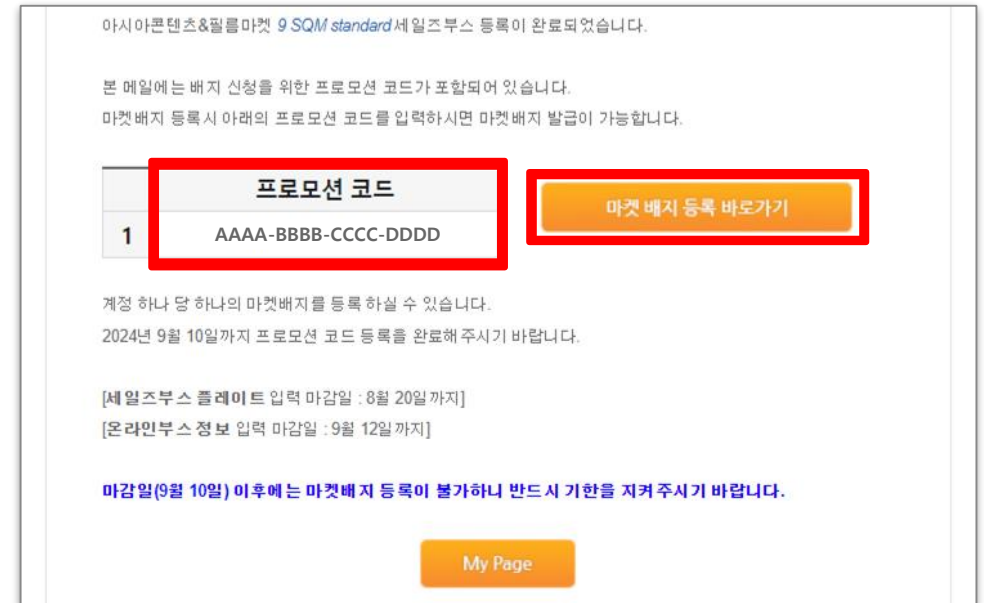 아시아콘텐츠&필름마켓 9 SQM standard 세일즈부스 등록이 완료되었습니다.
본 메일에는 배지 신청을 위한 프로모션 코드가 포함되어 있습니다.
마켓배지 등록시 아래의 프로모션 코드를 입력하시면 마켓배지 발급이 가능합니다.
프로모션 코드
마켓 배지 등록 바로가기
1 AAAA-BBBB-CCCC-DDDD
계정 하나 당 하나의 마켓배지를 등록 하실 수 있습니다.
2024년 9월 10일까지 프로모션 코드 등록을 완료해 주시기 바랍니다.
[세일즈부스 플레이트 입력 마감일 : 8월 20일까지]
[온라인부스 정보 입력 마감일 : 9월 12일까지]
마감일(9월 10일) 이후에는 마켓배지 등록이 불가하니 반드시 기한을 지켜 주시기 바랍니다.
My Page